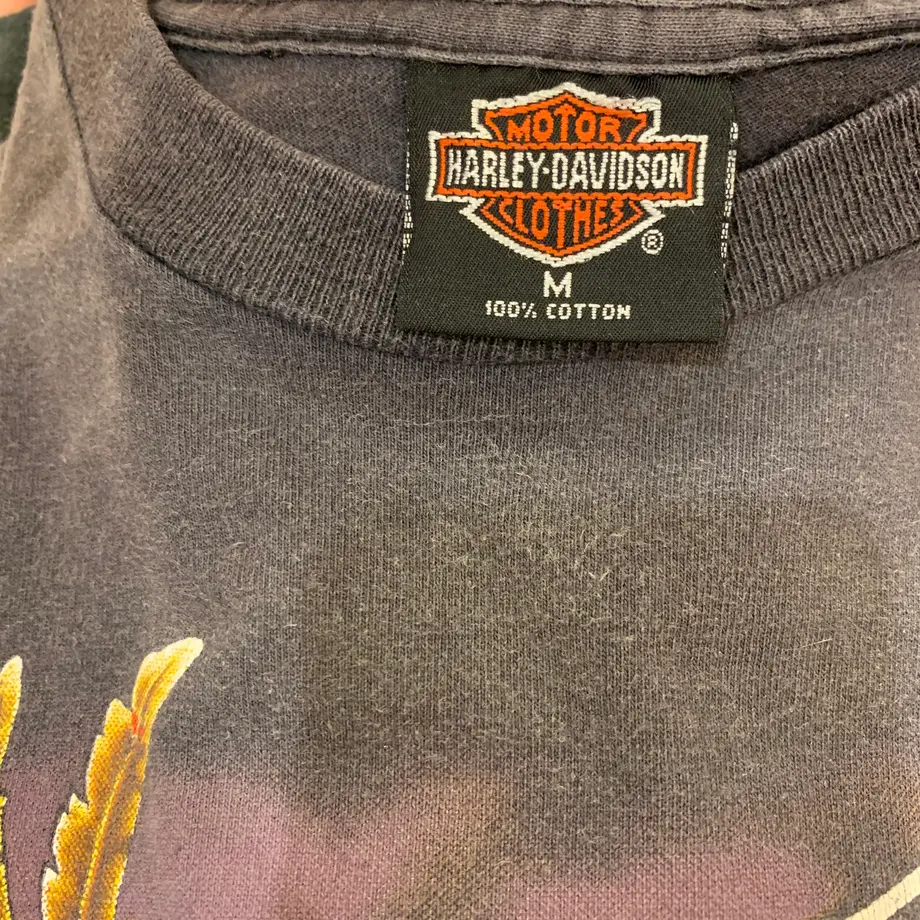 MOTOR
HARLEY-DAVIDSON
CLOTHES
®
M
100% COTTON